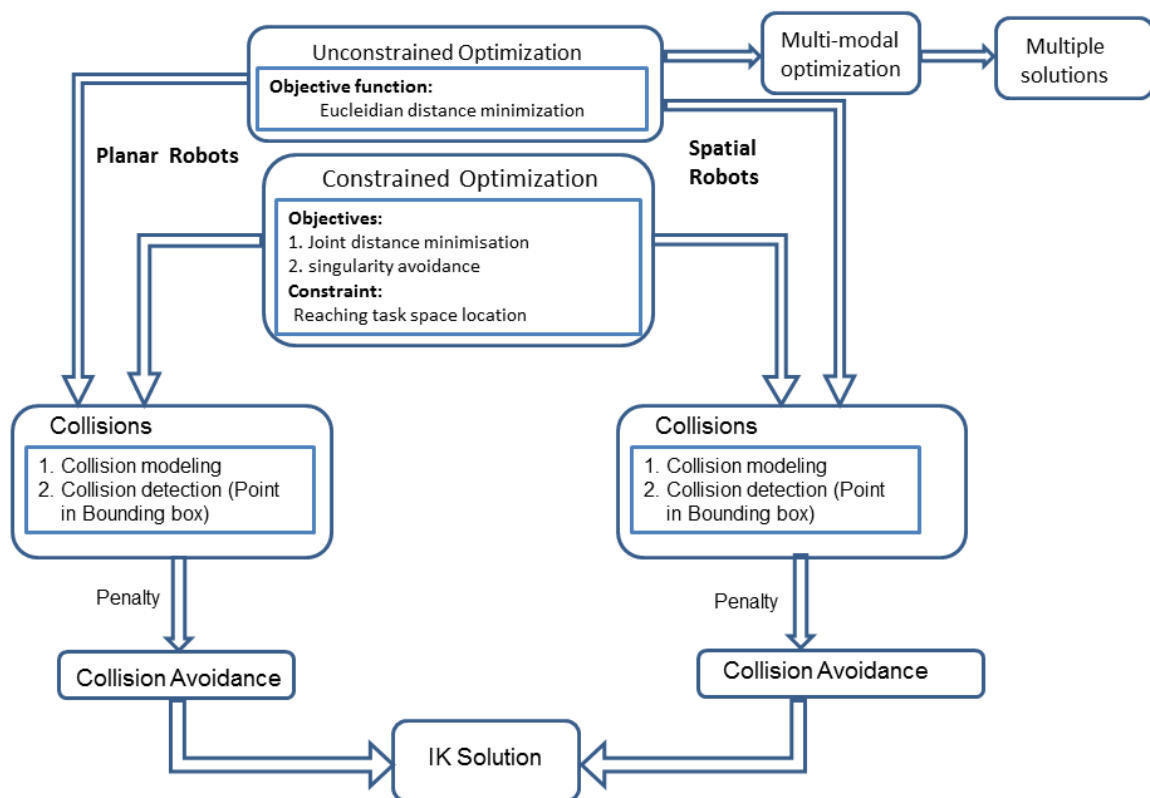 Unconstrained Optimization
Objective function:
Eucleidian distance minimization
Multi-modal
optimization
Multiple
solutions
Planar Robots
Spatial
Robots
Constrained Optimization
Objectives:
1. Joint distance minimisation
2. singularity avoidance
Constraint:
Reaching task space location
Collisions
1. Collision modeling
2. Collision detection (Point
in Bounding box)
Penalty
Collision Avoidance
Collisions
1. Collision modeling
2. Collision detection (Point
in Bounding box)
Penalty
Collision Avoidance
IK Solution